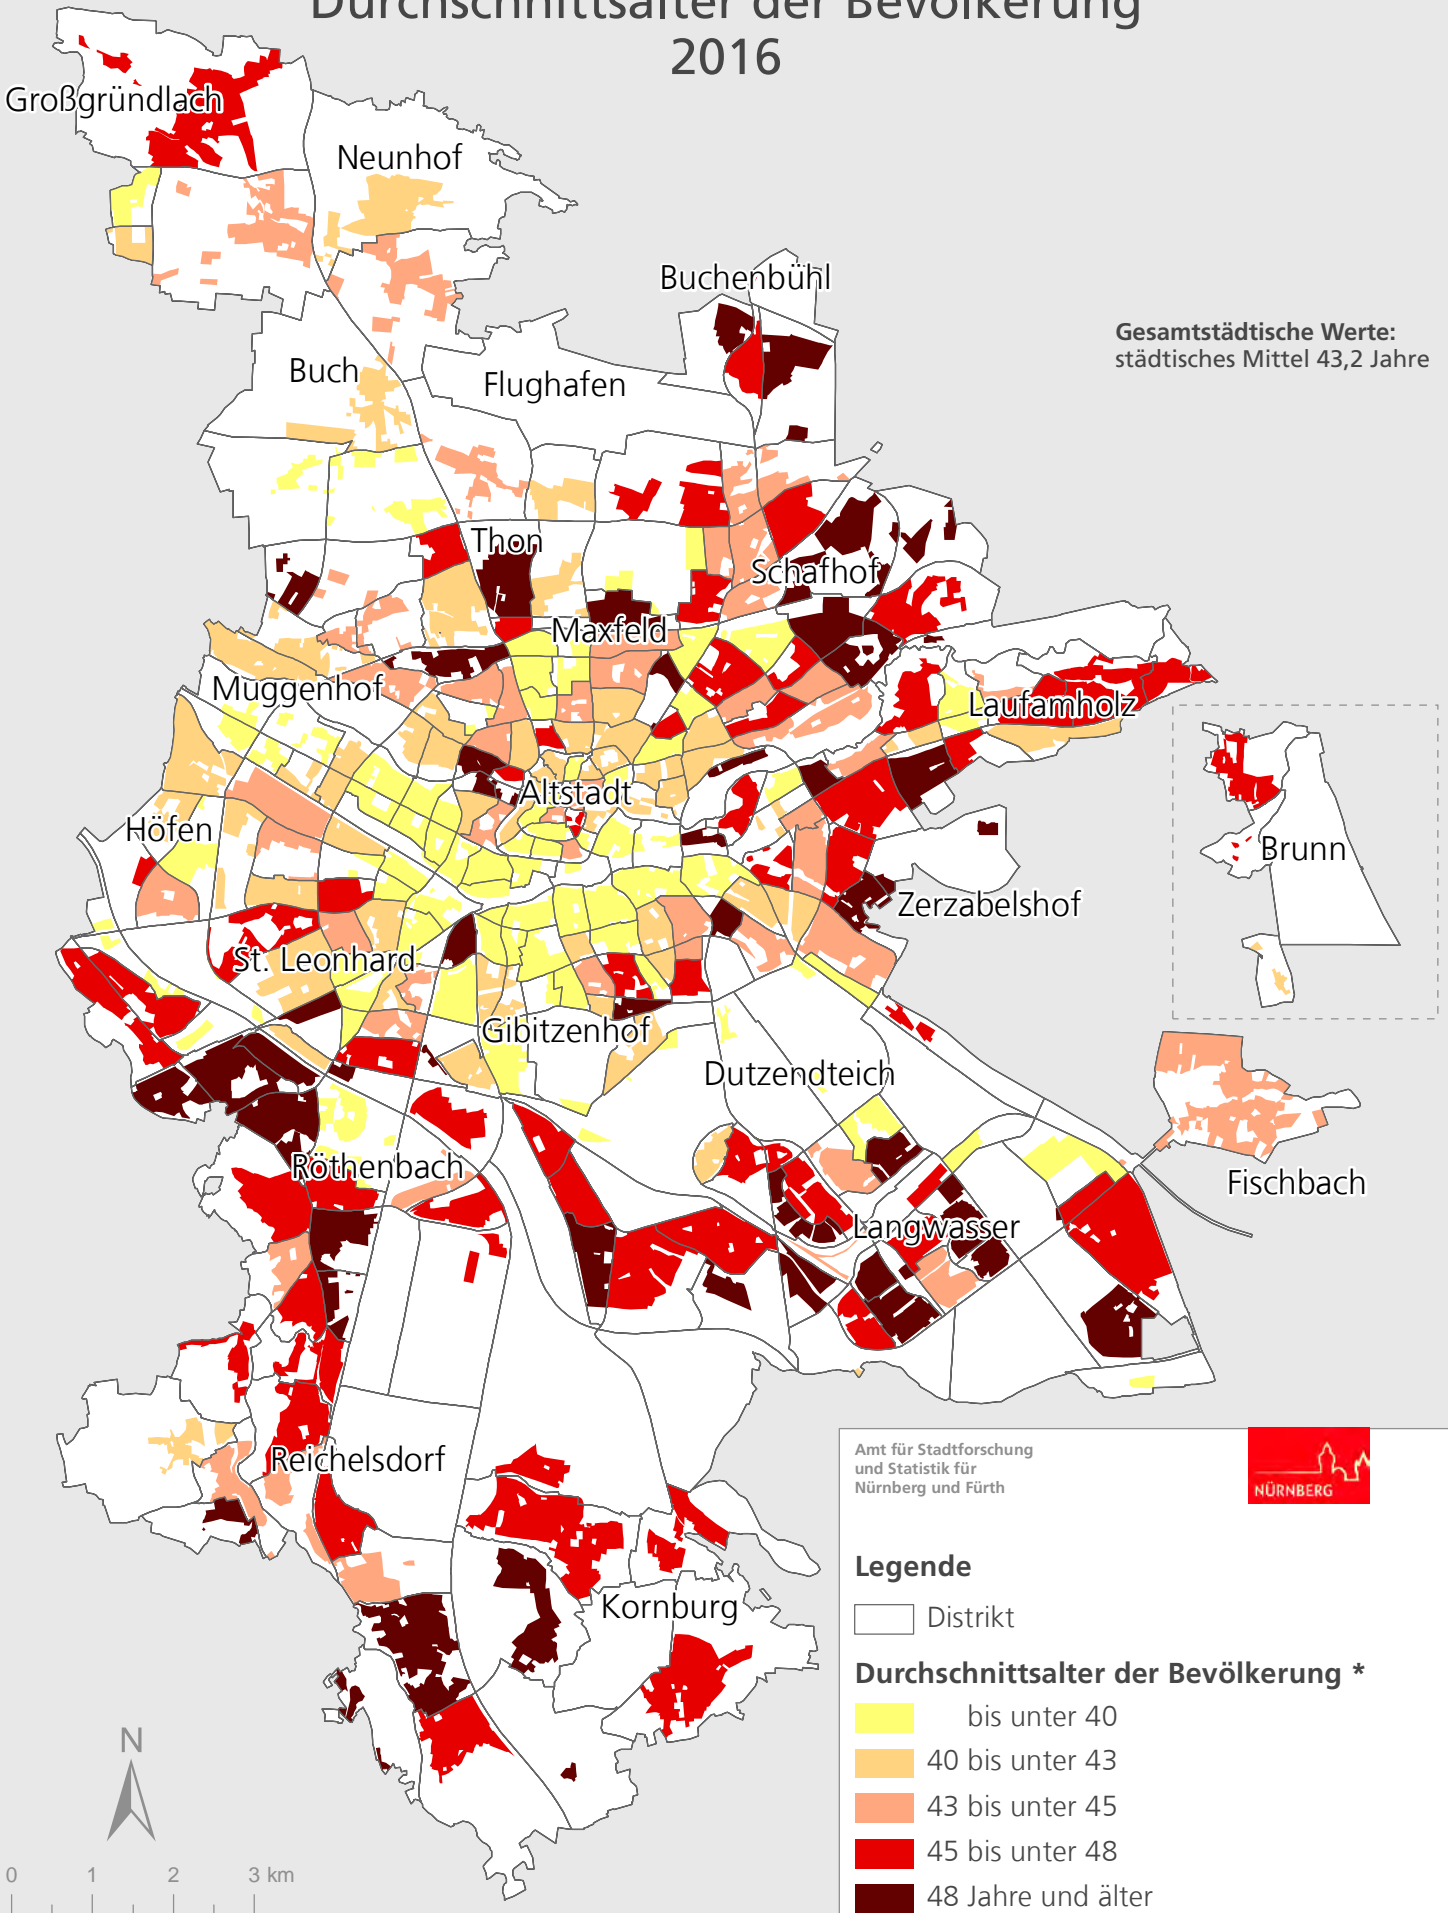 Durchschnittsalter der Bevölkerung
2016
Großgründlach
Neunhof
Buchenbühl
Gesamtstädtische Werte:
städtisches Mittel 43,2 Jahre
Buch
Flughafen
Thon
Schafhof
Maxfeld
Muggenhof
Laufamholz
Altstadt
Höfen
Brunn
Zerzabelshof
St. Leonhard
Gibitzenhof
Dutzendteich
Röthenbach
Fischbach
Langwasser
Reichelsdorf
Kornburg
Amt für Stadtforschung
und Statistik für
Nürnberg und Fürth
NÜRNBERG
Legende
Distrikt
Durchschnittsalter der Bevölkerung *
bis unter 40
40 bis unter 43
43 bis unter 45
45 bis unter 48
48 Jahre und älter
N
0 1 2 3 km